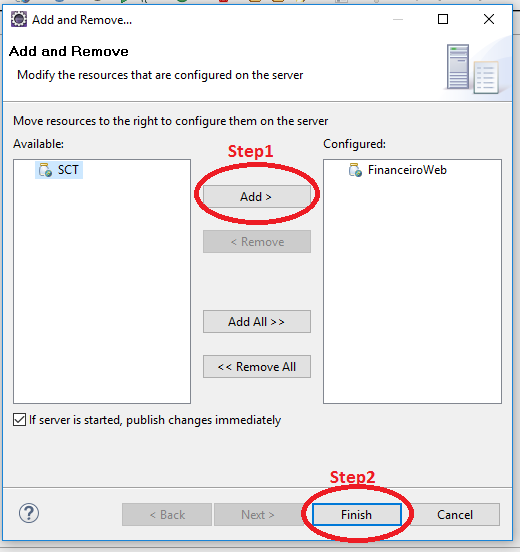 Add and Remove...
Add and Remove
Modify the resources that are configured on the server
Move resources to the right to configure them on the server
Available:
Step1
Configured:
SCT
FinanceiroWeb
Add >
< Remove
Add All >>
<< Remove All
If server is started, publish changes immediately
Step2
?
< Back
Next >
Finish
Cancel